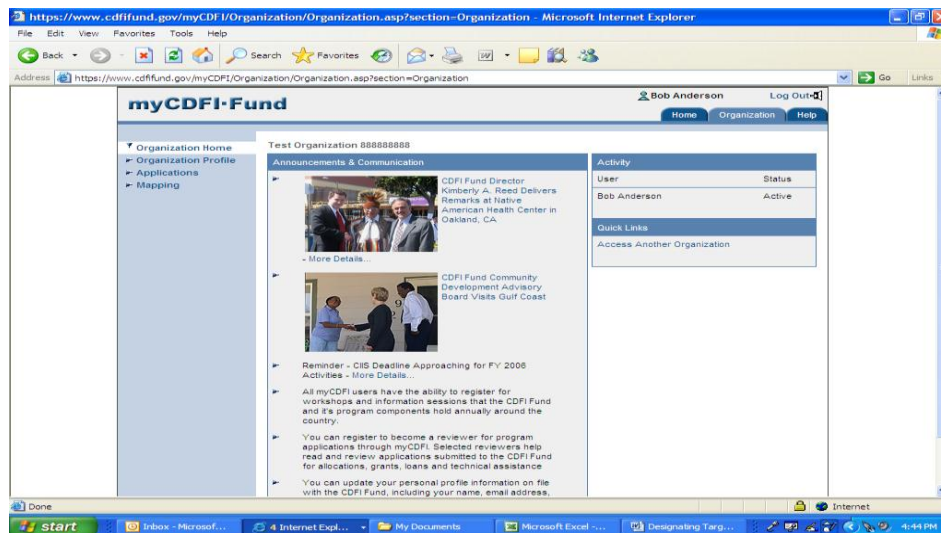 https://www.cdfifund.gov/myCDFI/Organization/Organization.asp?section=Organization - Microsoft Internet Explorer
File Edit View Favorites Tools Help
Back Search Favorites
Address https://www.cdfifund.gov/myCDFI/Organization/Organization.asp?section=Organization Go Links
myCDFI·Fund
Bob Anderson Log Out
Home Organization Help
Organization Home
Organization Profile
Applications
Mapping
Test Organization 888888888
Announcements & Communication
CDFI Fund Director
Kimberly A. Reed Delivers
Remarks at Native
American Health Center in
Oakland, CA
- More Details...
CDFI Fund Community
Development Advisory
Board Visits Gulf Coast
Reminder - CIIS Deadline Approaching for FY 2006
Activities - More Details...
All myCDFI users have the ability to register for
workshops and information sessions that the CDFI Fund
and it's program components hold annually around the
country.
You can register to become a reviewer for program
applications through myCDFI. Selected reviewers help
read and review applications submitted to the CDFI Fund
for allocations, grants, loans and technical assistance
You can update your personal profile information on file
with the CDFI Fund, including your name, email address,
Activity
User Status
Bob Anderson Active
Quick Links
Access Another Organization
Done Internet
start Inbox - Microsof... 4 Internet Expl... My Documents Microsoft Excel -... Designating Targ... 4:44 PM